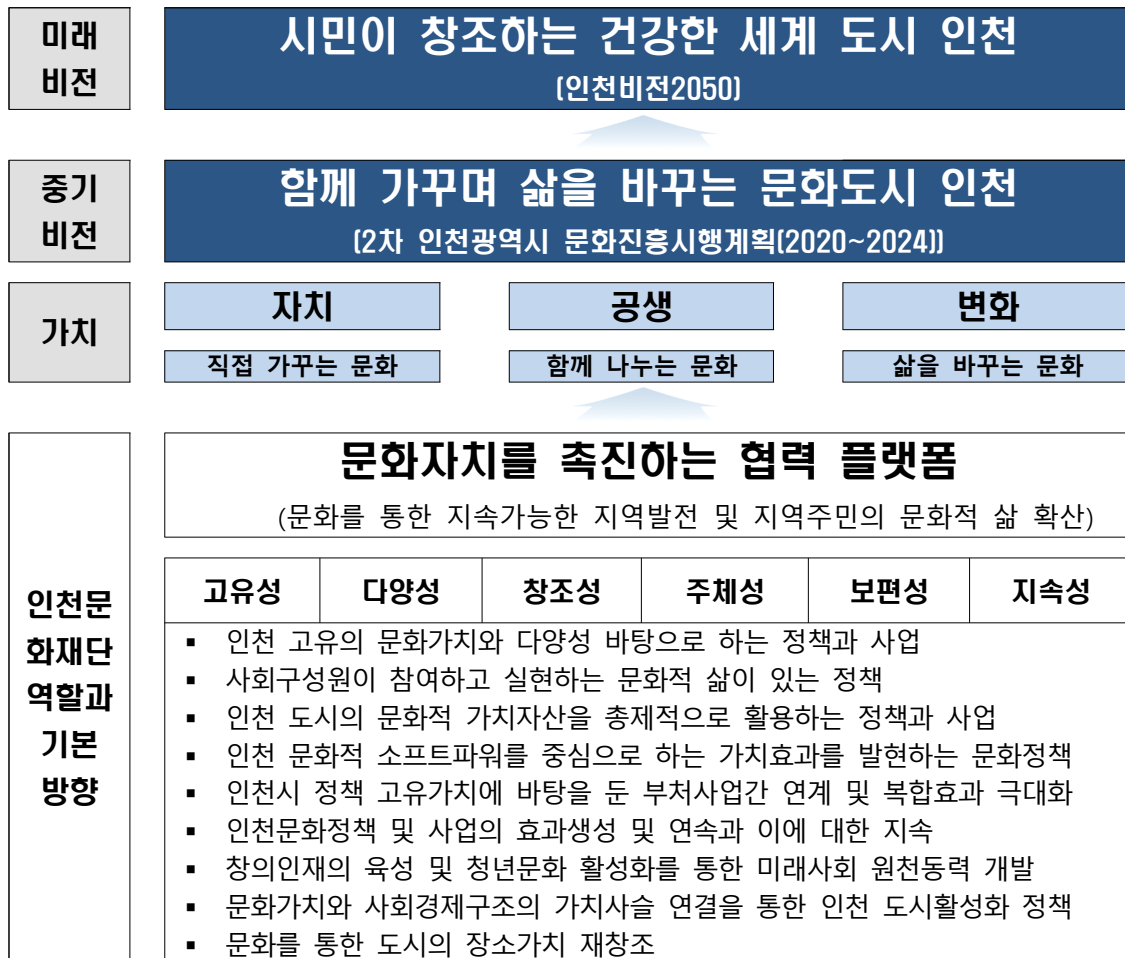 미래
비전
시민이 창조하는 건강한 세계 도시 인천
(인천비전2050)
중기
비전
함께 가꾸며 삶을 바꾸는 문화도시 인천
(2차 인천광역시 문화진흥시행계획(2020~2024))
가치
자치
공생
변화
직접 가꾸는 문화
함께 나누는 문화
삶을 바꾸는 문화
인천문
화재단
역할과
기본
방향
문화자치를 촉진하는 협력 플랫폼
(문화를 통한 지속가능한 지역발전 및 지역주민의 문화적 삶 확산)
고유성 다양성 창조성 주체성 보편성 지속성
▪ 인천 고유의 문화가치와 다양성 바탕으로 하는 정책과 사업
▪ 사회구성원이 참여하고 실현하는 문화적 삶이 있는 정책
▪ 인천 도시의 문화적 가치자산을 총제적으로 활용하는 정책과 사업
▪ 인천 문화적 소프트파워를 중심으로 하는 가치효과를 발현하는 문화정책
▪ 인천시 정책 고유가치에 바탕을 둔 부처사업간 연계 및 복합효과 극대화
▪ 인천문화정책 및 사업의 효과생성 및 연속과 이에 대한 지속
▪ 창의인재의 육성 및 청년문화 활성화를 통한 미래사회 원천동력 개발
▪ 문화가치와 사회경제구조의 가치사슬 연결을 통한 인천 도시활성화 정책
▪ 문화를 통한 도시의 장소가치 재창조